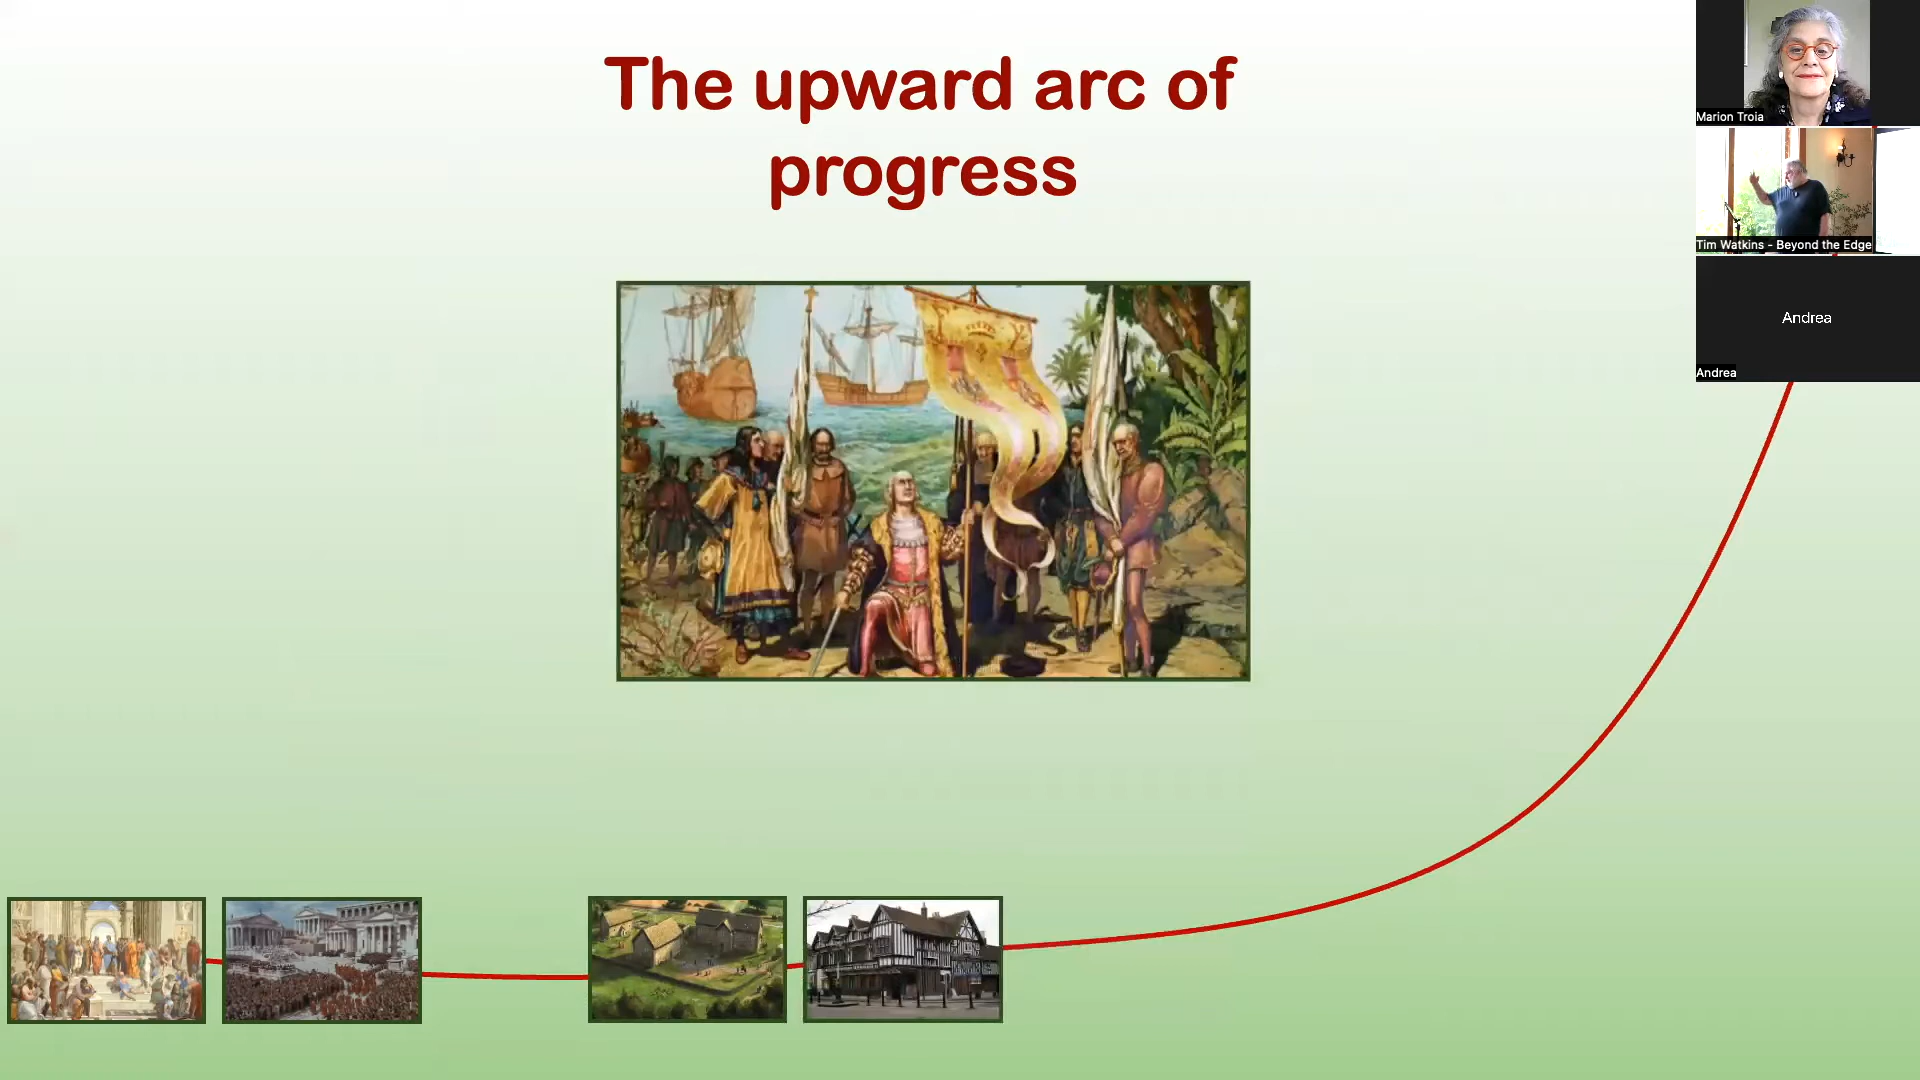 The upward arc of
progress
Marion Troia
Tim Watkins - Beyond the Edge
Andrea
Andrea